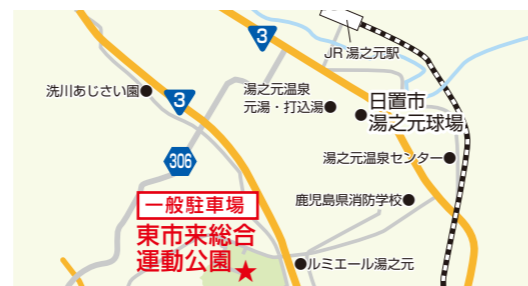 3
JR 湯之元駅
洗川あじさい園
3
湯之元温泉
元湯・打込湯
日置市
湯之元球場
湯之元温泉センター
306
鹿児島県消防学校
一般駐車場
東市来総合
運動公園
ルミエール湯之元